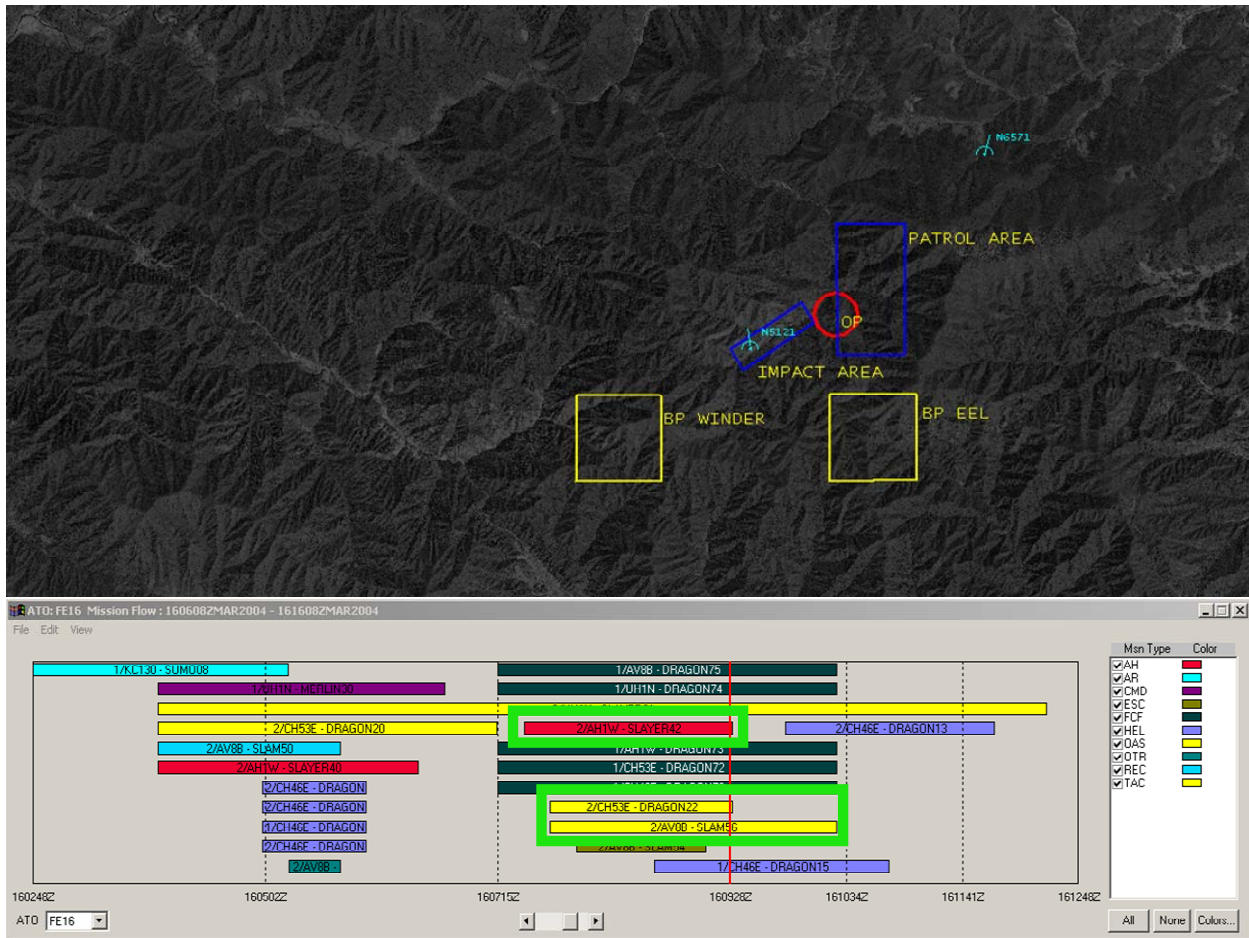 N6571
PATROL AREA
OP
N5121
IMPACT AREA
BP WINDER
BP EEL
ATO: FE16 Mission Flow : 160608ZMAR2004 - 161608ZMAR2004
File Edit View
1/KC130 - SUMO08
1/AV8B - DRAGON75
1/UH1N - MERLIN30
1/UH1N - DRAGON74
2/CH53E - DRAGON20
2/AH1W - SLAYER42
2/CH46E - DRAGON13
2/AV8B - SLAM50
1/AH1W - DRAGON73
2/AH1W - SLAYER40
1/CH53E - DRAGON72
2/CH46E - DRAGON
2/CH46E - DRAGON
2/CH53E - DRAGON22
1/CH46E - DRAGON
2/AV8B - SLAM56
2/CH46E - DRAGON
2/AV8B - SLAM54
2/AV8B -
1/CH46E - DRAGON15
160248Z 160502Z 160715Z 160928Z 161034Z 161141Z 161248Z
ATO FE16
Msn Type Color
AH
AR
CMD
ESC
FCF
HEL
OAS
OTR
REC
TAC
All None Colors...